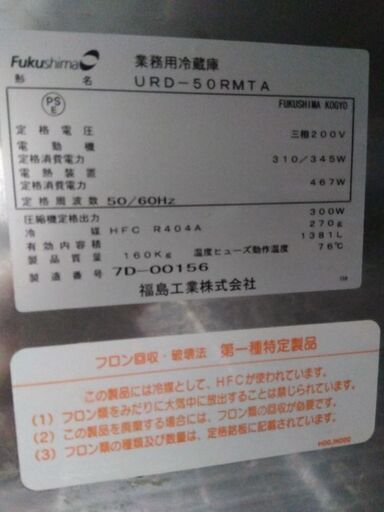 Fukushima 業務用冷蔵庫
形名 URD-50RMTA
PS E FUKUSHIMA KOGYO
定格電圧 三相200V
電動機
定格消費電力 310/345W
電熱装置
定格消費電力 467W
定格周波数 50/60Hz
圧縮機定格出力 300W
冷媒 HFC R404A 270g
有効内容積 1381L
製品質量 160Kg 温度ヒューズ動作温度 76℃
製造番号 7D-00156
福島工業株式会社
フロン回収・破壊法 第一種特定製品
この製品には冷媒として、HFCが使われています。
(1) フロン類をみだりに大気中に放出することは禁じられています。
(2) この製品を廃棄する場合には、フロン類の回収が必要です。
(3) フロン類の種類及び数量は、定格銘板に記載されています。